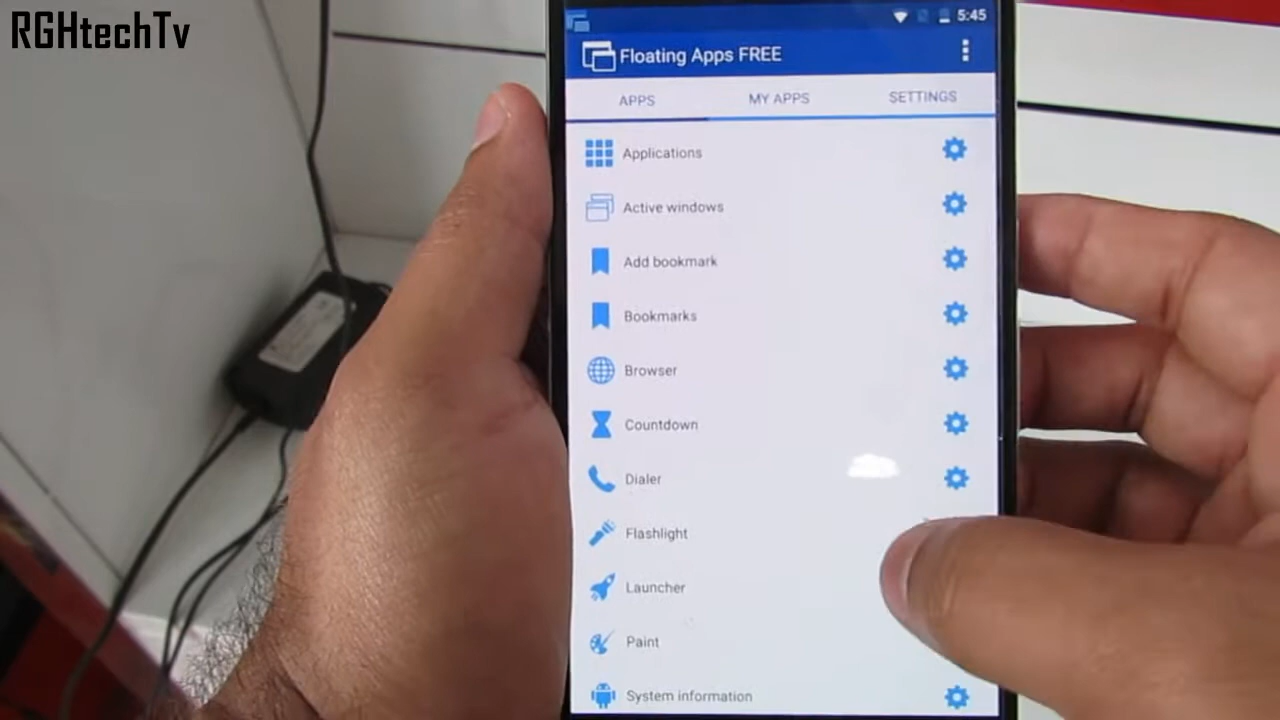 RGHtechTv
5:45
Floating Apps FREE
APPS MY APPS SETTINGS
Applications
Active windows
Add bookmark
Bookmarks
Browser
Countdown
Dialer
Flashlight
Launcher
Paint
System information